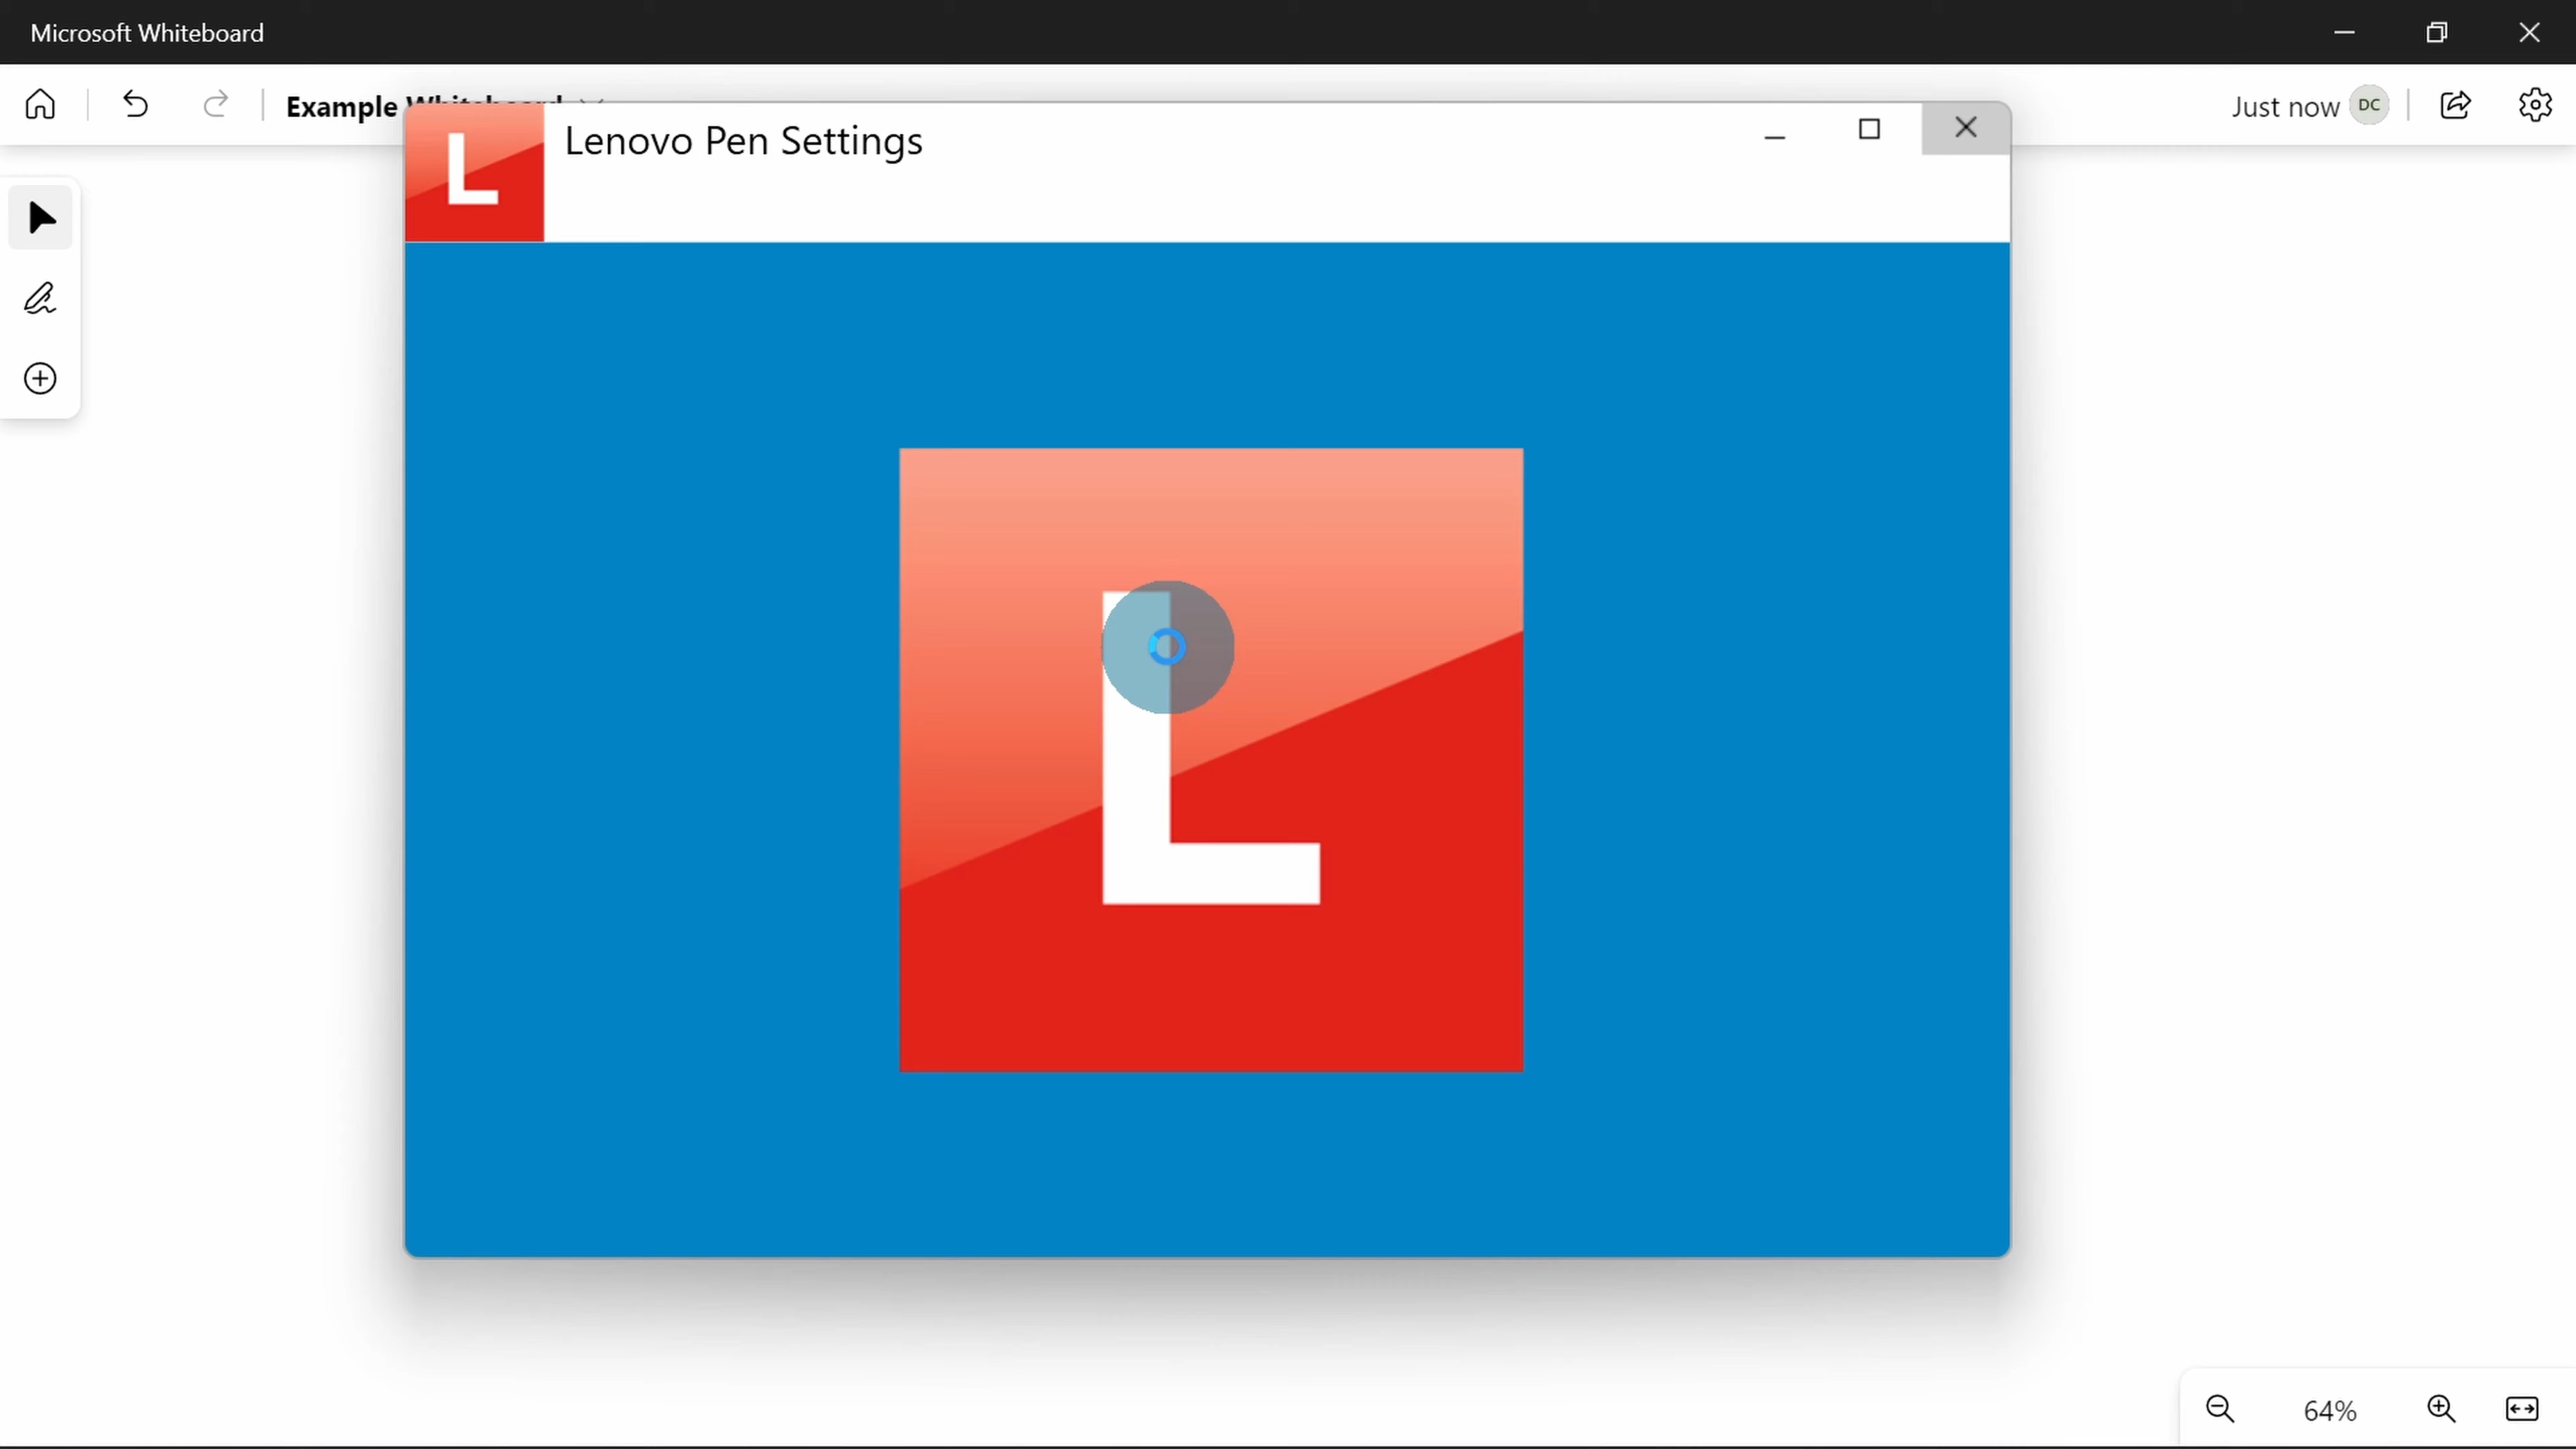 Microsoft Whiteboard
Example
Just now DC
L
Lenovo Pen Settings
L
64%